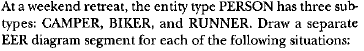 At a weekend retreat, the entity type PERSON has three sub-
types: CAMPER, BIKER, and RUNNER. Draw a separate
EER diagram segment for each of the following situations: